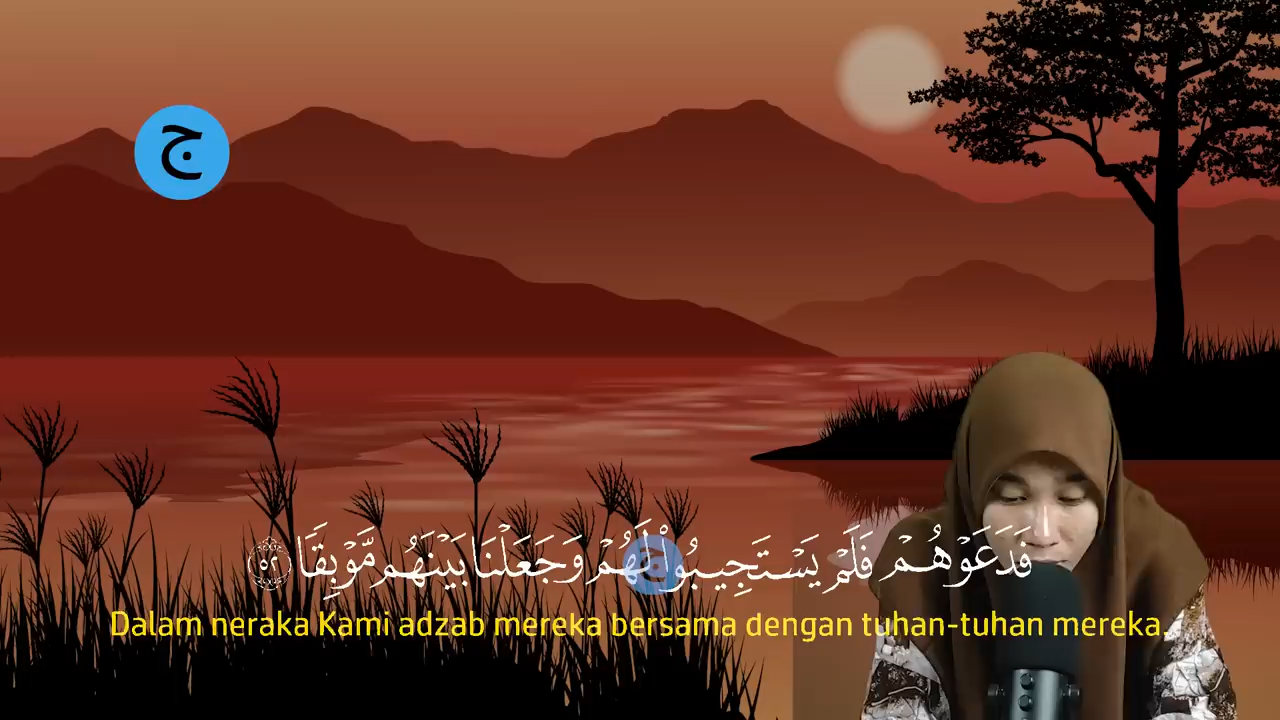 ج
فَدَعَوْهُمْ فَلَمْ يَسْتَجِيبُوا۟ لَهُمْ وَجَعَلْنَا بَيْنَهُم مَّوْبِقًا ٥٢
Dalam neraka Kami adzab mereka bersama dengan tuhan-tuhan mereka.